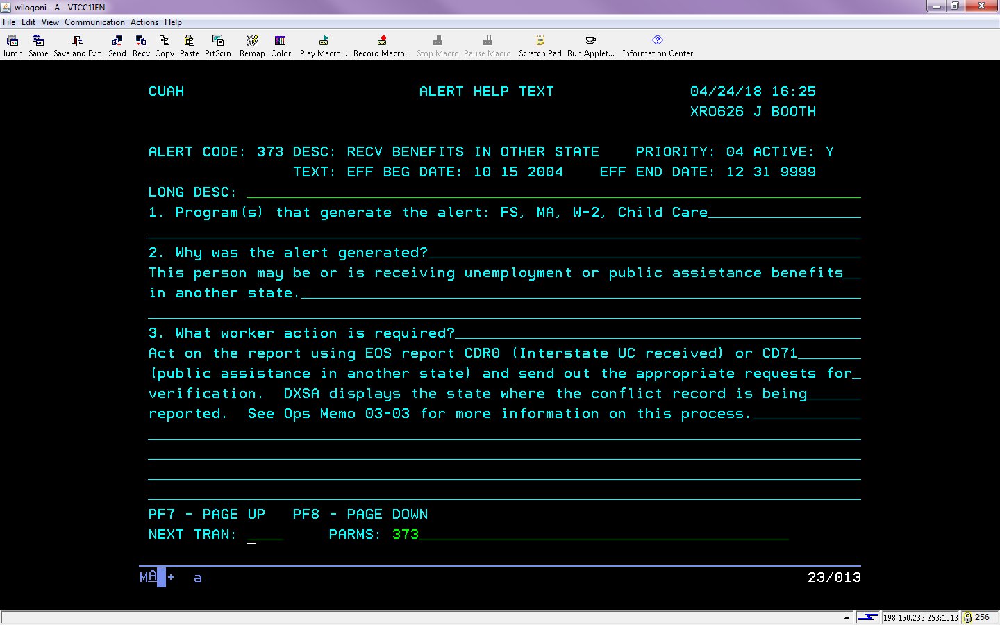 wilogoni - A - VTCC1IEN
File Edit View Communication Actions Help
Jump Same Save and Exit Send Recv Copy Paste PrtScrn Remap Color Play Macro... Record Macro... Stop Macro Pause Macro Scratch Pad Run Applet... Information Center
CUAH ALERT HELP TEXT 04/24/18 16:25
XRO626 J BOOTH
ALERT CODE: 373 DESC: RECV BENEFITS IN OTHER STATE PRIORITY: 04 ACTIVE: Y
TEXT: EFF BEG DATE: 10 15 2004 EFF END DATE: 12 31 9999
LONG DESC:
1. Program(s) that generate the alert: FS, MA, W-2, Child Care
2. Why was the alert generated?
This person may be or is receiving unemployment or public assistance benefits
in another state.
3. What worker action is required?
Act on the report using EOS report CDR0 (Interstate UC received) or CD71
(public assistance in another state) and send out the appropriate requests for
verification. DXSA displays the state where the conflict record is being
reported. See Ops Memo 03-03 for more information on this process.
PF7 - PAGE UP PF8 - PAGE DOWN
NEXT TRAN: PARMS: 373
MA + a 23/013
198.150.235.253:1013 256